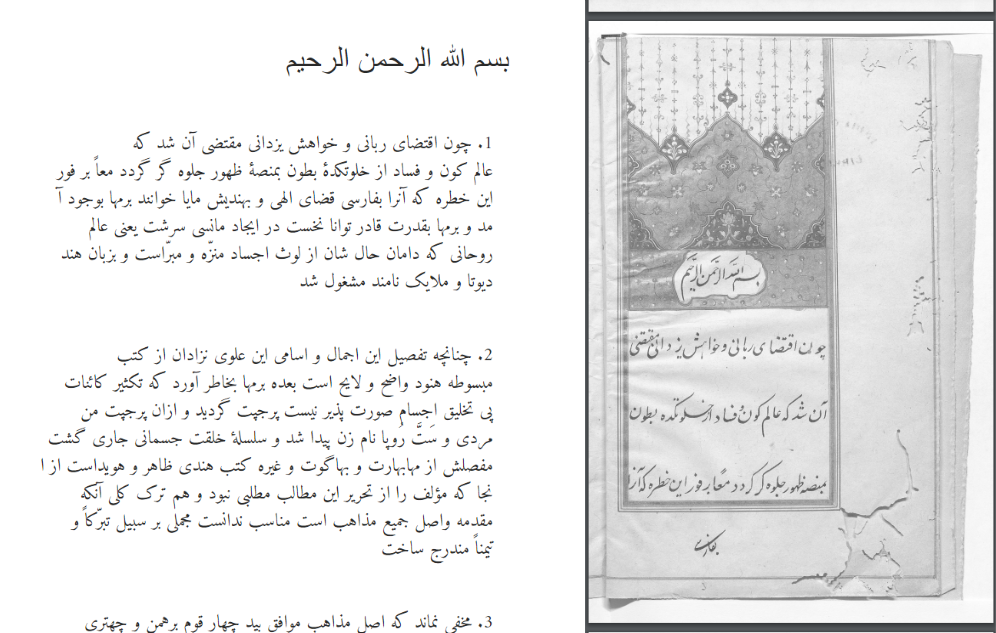 بسم الله الرحمن الرحيم
1. چون اقتضای ربانی و خواهش یزدانی مقتضی آن شد که
عالم کون و فساد از خلوتکدۀ بطون بمنصۀ ظهور جلوه گر گردد معاً بر فور
این خطره که آنرا بفارسی قضای الهی و بهندیش مایا خوانند برمها بوجود آ
مد و برمها بقدرت قادر توانا نخست در ایجاد مانسی سرشت یعنی عالم
روحانی که دامان حال شان از لوث اجساد منزّه و مبرّاست و بزبان هند
دیوتا و ملایک نامند مشغول شد
2. چنانچه تفصیل این اجمال و اسامی این علوی نزادان از کتب
مبسوطه هنود واضح و لایح است بعده برمها بخاطر آورد که تکثیر کائنات
پی تخلیق اجسام صورت پذیر نیست پرجپت گردید و ازان پرجپت من
مردی و سَتَّ رُوپا نام زن پیدا شد و سلسلۀ خلقت جسمانی جاری گشت
مفصلش از مهابهارت و بهاگوت و غیره کتب هندی ظاهر و هویداست از ا
نجا که مؤلف را از تحریر این مطالب مطلبی نبود و هم ترک کلی آنکه
مقدمه واصل جمیع مذاهب است مناسب ندانست مجملی بر سبیل تبرّکاً و
تیمناً مندرج ساخت
3. مخفی نماند که اصل مذاهب موافق بید چهار قوم برهمن و چهتری
بسم الله الرحمن الرحیم
چون اقتضای ربانی و خواهش یزدانی مقتضی
آن شد که عالم کون و فساد از خلوتکده بطون
بمنصه ظهور جلوه گر گردد معاً بر فور این خطره که آنرا
بفارسی